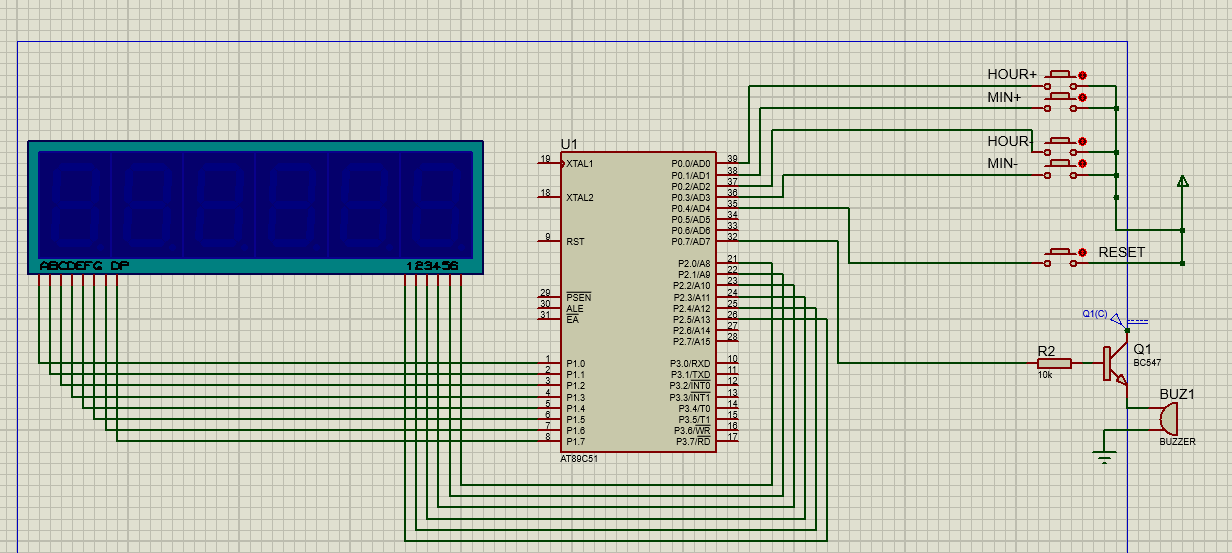 HOUR+
MIN+
HOUR-
MIN-
RESET
ABCDEFG DP
123456
U1
19 XTAL1
18 XTAL2
9 RST
29 PSEN
30 ALE
31 EA
1 P1.0
2 P1.1
3 P1.2
4 P1.3
5 P1.4
6 P1.5
7 P1.6
8 P1.7
P0.0/AD0 39
P0.1/AD1 38
P0.2/AD2 37
P0.3/AD3 36
P0.4/AD4 35
P0.5/AD5 34
P0.6/AD6 33
P0.7/AD7 32
P2.0/A8 21
P2.1/A9 22
P2.2/A10 23
P2.3/A11 24
P2.4/A12 25
P2.5/A13 26
P2.6/A14 27
P2.7/A15 28
P3.0/RXD 10
P3.1/TXD 11
P3.2/INT0 12
P3.3/INT1 13
P3.4/T0 14
P3.5/T1 15
P3.6/WR 16
P3.7/RD 17
AT89C51
Q1(C)
R2
10k
Q1
BC547
BUZ1
BUZZER